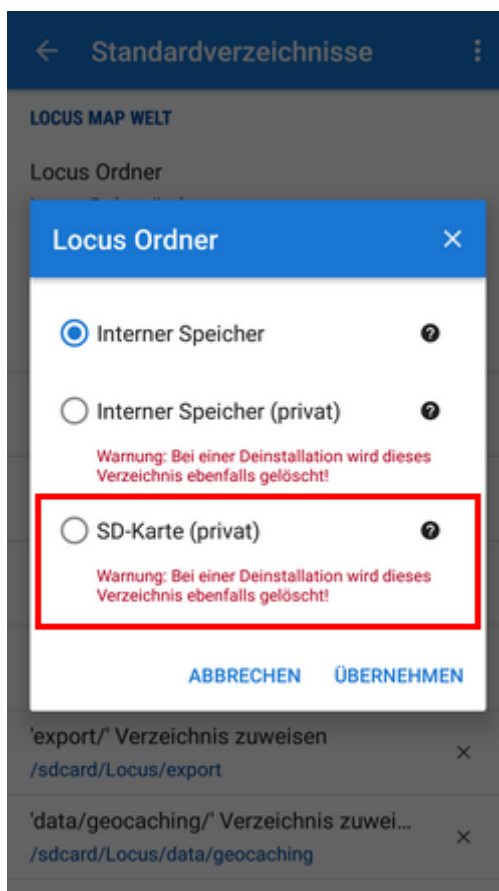 Standardverzeichnisse
LOCUS MAP WELT
Locus Ordner
Locus Ordner
Interner Speicher
Interner Speicher (privat)
Warnung: Bei einer Deinstallation wird dieses
Verzeichnis ebenfalls gelöscht!
SD-Karte (privat)
Warnung: Bei einer Deinstallation wird dieses
Verzeichnis ebenfalls gelöscht!
ABBRECHEN ÜBERNEHMEN
'export/' Verzeichnis zuweisen
/sdcard/Locus/export
'data/geocaching/' Verzeichnis zuwei...
/sdcard/Locus/data/geocaching